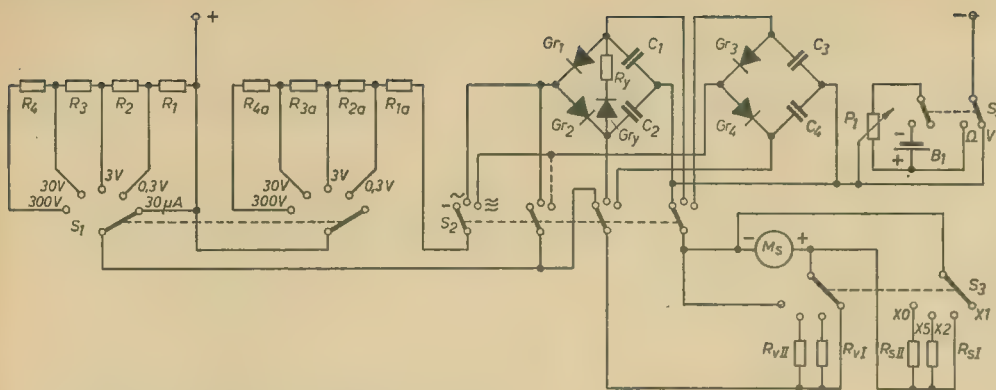 +
−
R4 R3 R2 R1
R4a R3a R2a R1a
30V 3V 0,3V
300V 30µA
S1
30V 3V 0,3V
300V
Gr1 C1
Ry
Gr2 C2
Gry
Gr3 C3
Gr4 C4
P1
−
+ B1
Ω V
S
~
− ≈
S2
− MS +
S3
X0 X5 X2 X1
RvII RvI RSII RSI